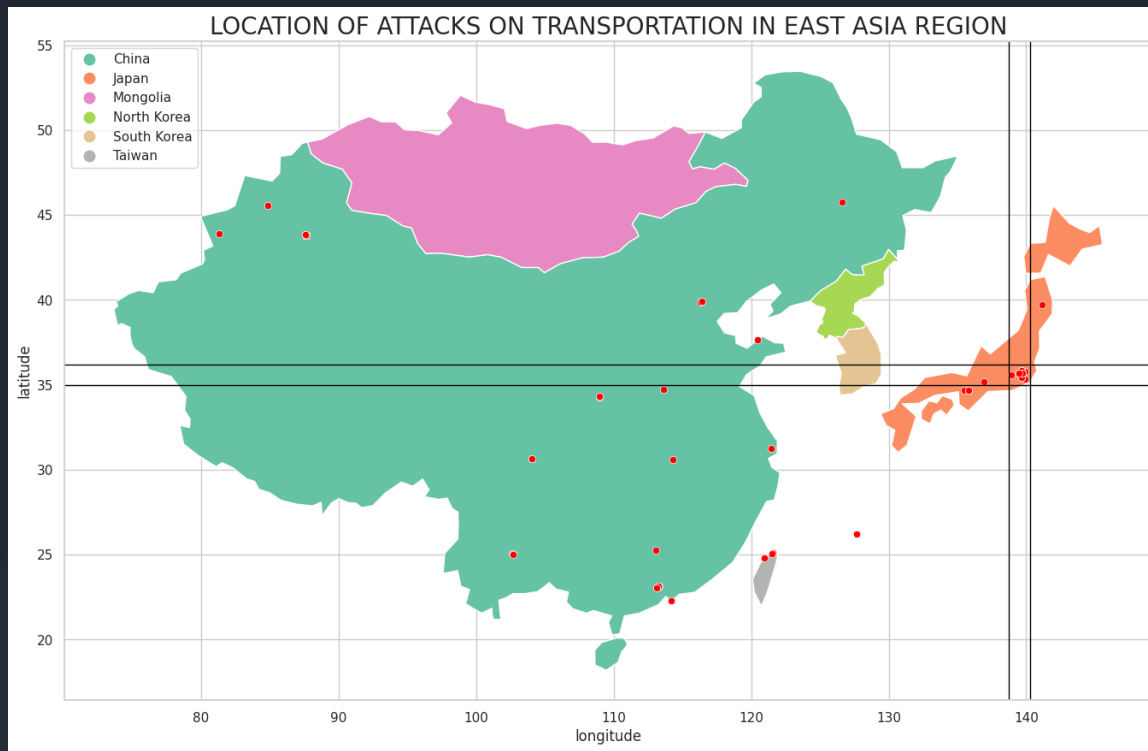 LOCATION OF ATTACKS ON TRANSPORTATION IN EAST ASIA REGION
China
Japan
Mongolia
North Korea
South Korea
Taiwan
55
50
45
40
35
30
25
20
latitude
80 90 100 110 120 130 140
longitude